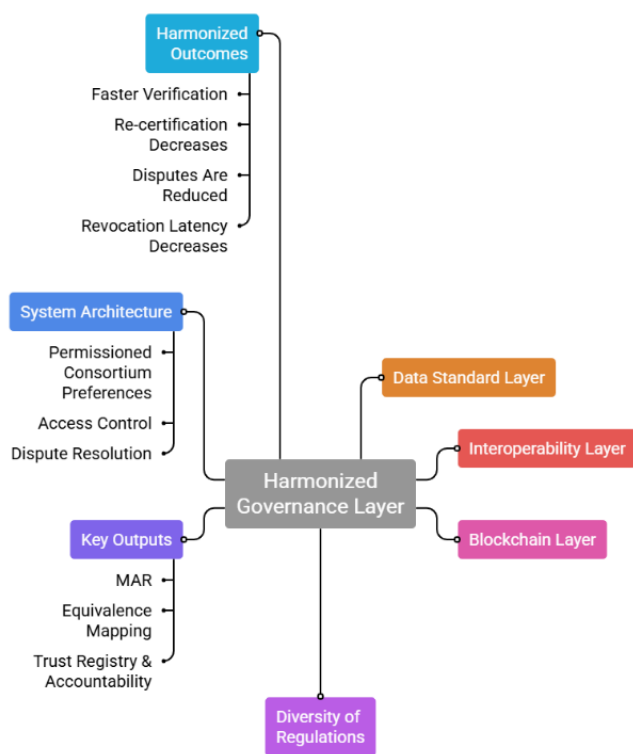 Harmonized
Outcomes
Faster Verification
Re-certification
Decreases
Disputes Are
Reduced
Revocation Latency
Decreases
System Architecture
Permissioned
Consortium
Preferences
Access Control
Dispute Resolution
Data Standard Layer
Interoperability Layer
Harmonized
Governance Layer
Key Outputs
Blockchain Layer
MAR
Equivalence
Mapping
Trust Registry &
Accountability
Diversity of
Regulations